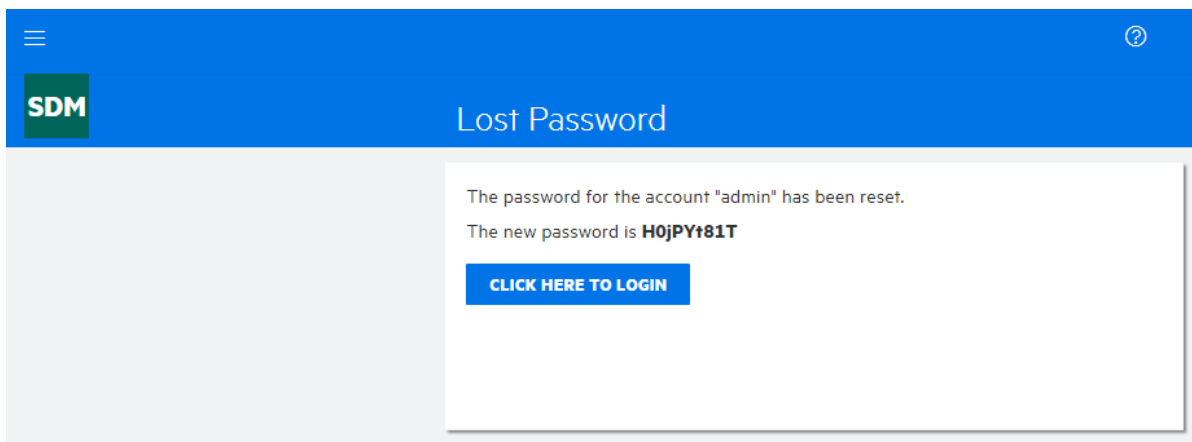 SDM
Lost Password
The password for the account "admin" has been reset.
The new password is H0jPYt81T
CLICK HERE TO LOGIN